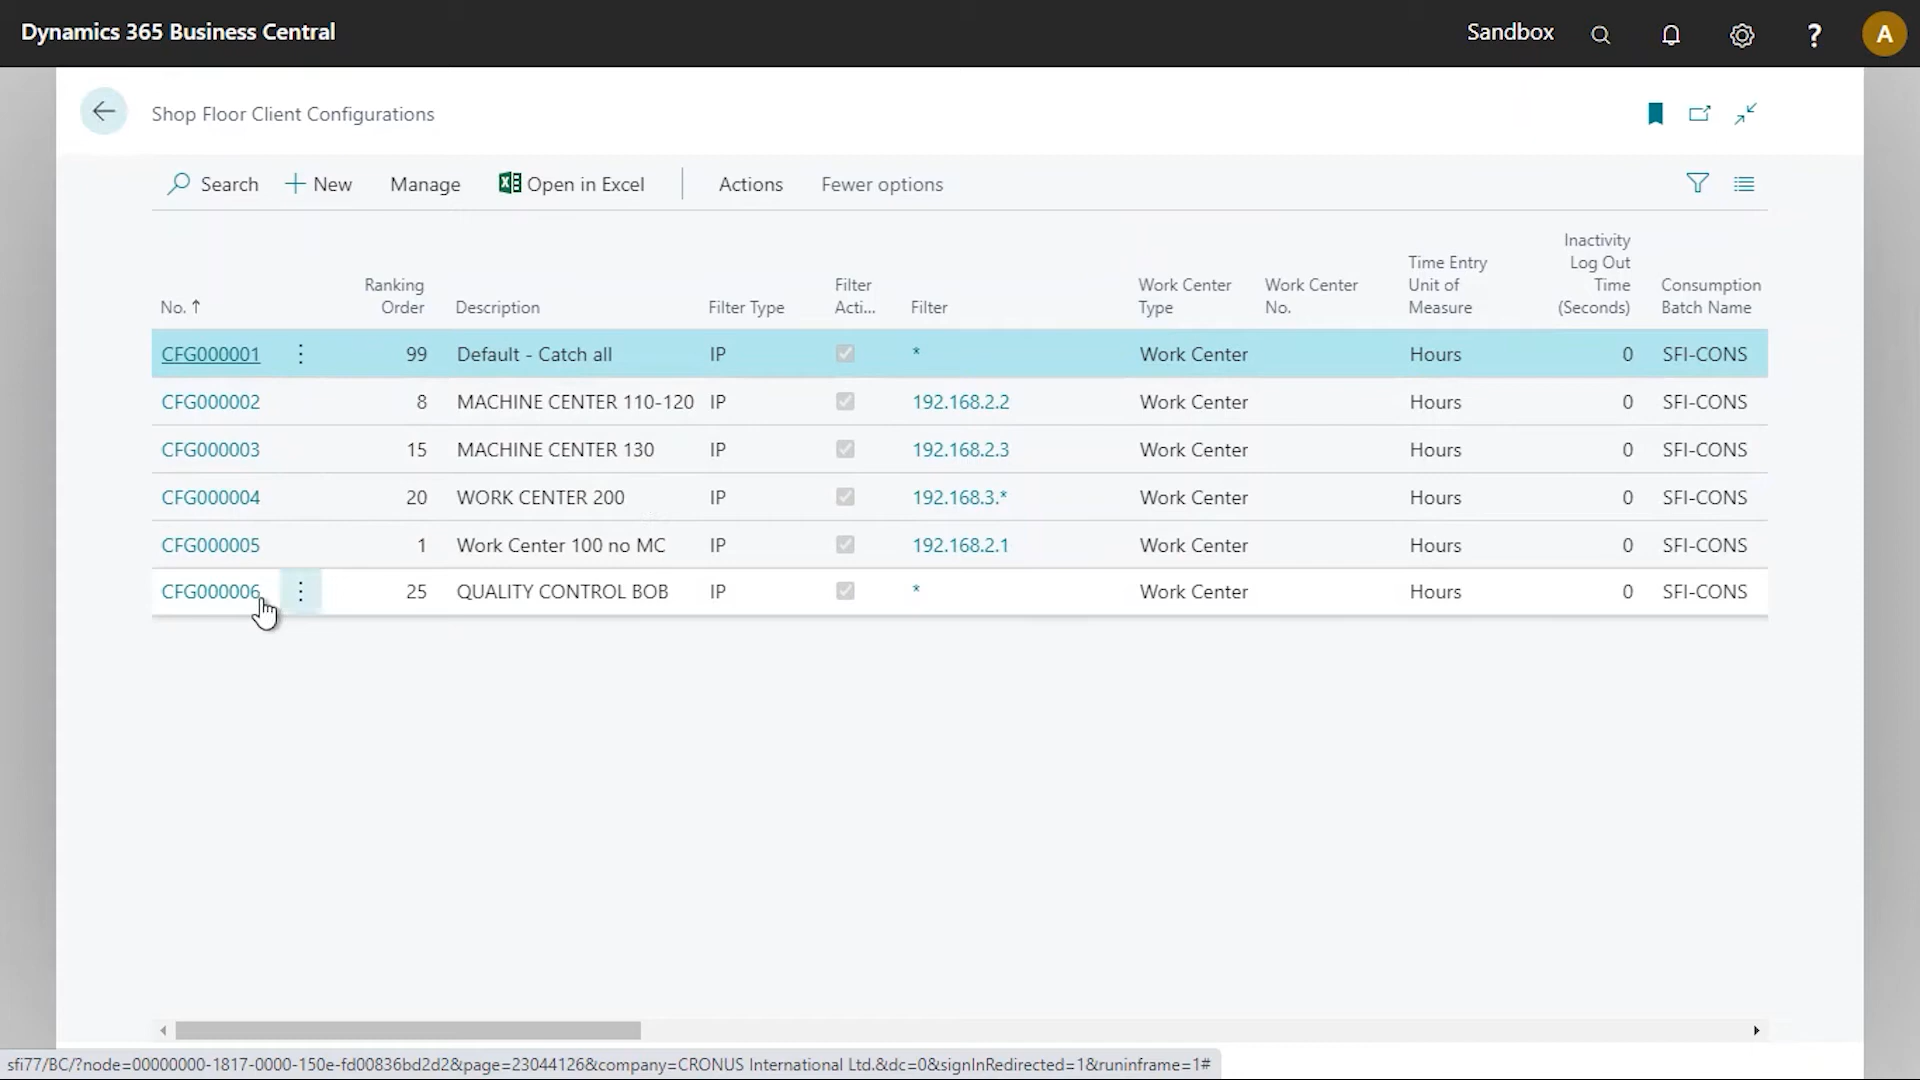 Dynamics 365 Business Central
Sandbox
?
A
Shop Floor Client Configurations
Search
New
Manage
Open in Excel
Actions
Fewer options
No. ↑
Ranking
Order
Description
Filter Type
Filter
Acti...
Filter
Work Center
Type
Work Center
No.
Time Entry
Unit of
Measure
Inactivity
Log Out
Time
(Seconds)
Consumption
Batch Name
CFG000001 99 Default - Catch all IP * Work Center Hours 0 SFI-CONS
CFG000002 8 MACHINE CENTER 110-120 IP 192.168.2.2 Work Center Hours 0 SFI-CONS
CFG000003 15 MACHINE CENTER 130 IP 192.168.2.3 Work Center Hours 0 SFI-CONS
CFG000004 20 WORK CENTER 200 IP 192.168.3.* Work Center Hours 0 SFI-CONS
CFG000005 1 Work Center 100 no MC IP 192.168.2.1 Work Center Hours 0 SFI-CONS
CFG000006 25 QUALITY CONTROL BOB IP * Work Center Hours 0 SFI-CONS
sfi77/BC/?node=00000000-1817-0000-150e-fd00836bd2d2&page=23044126&company=CRONUS International Ltd.&dc=0&signInRedirected=1&runinframe=1#